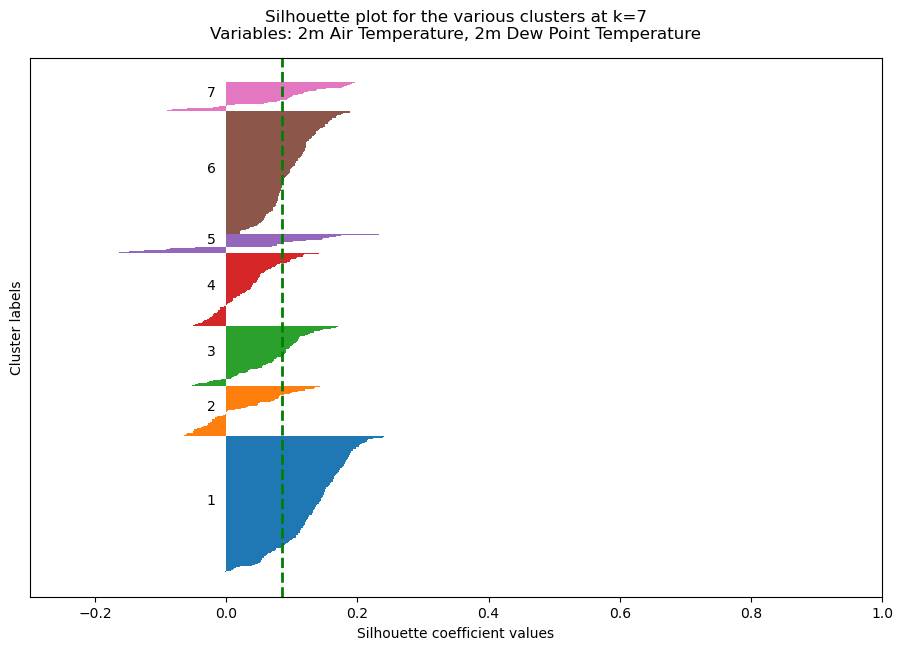 Silhouette plot for the various clusters at k=7
Variables: 2m Air Temperature, 2m Dew Point Temperature
7
6
5
4
3
2
1
Cluster labels
−0.2 0.0 0.2 0.4 0.6 0.8 1.0
Silhouette coefficient values